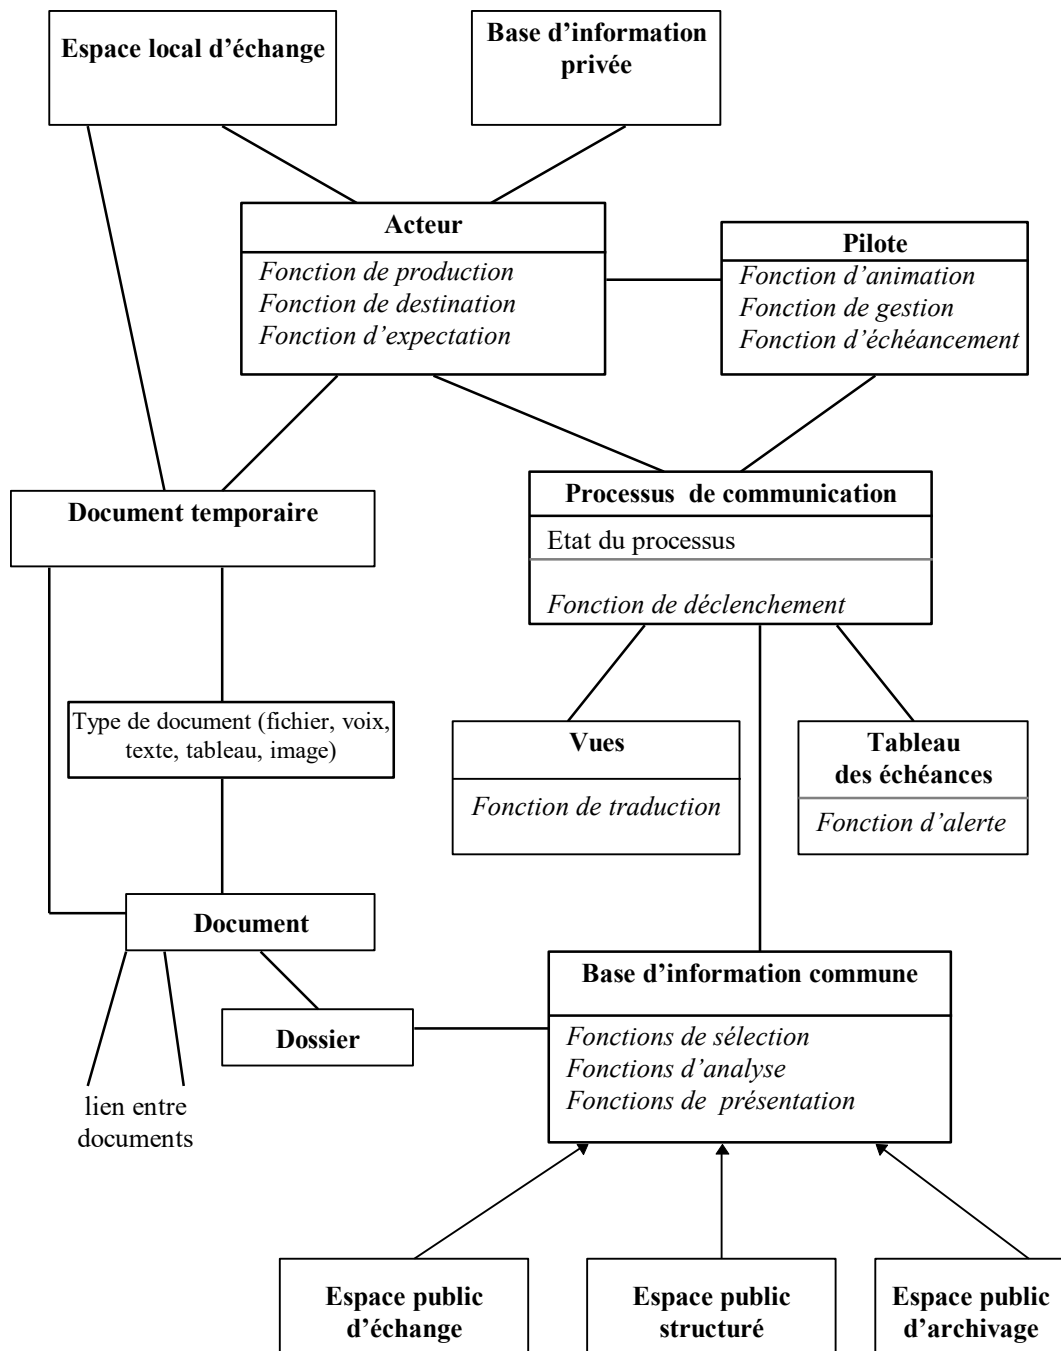 Espace local d’échange
Base d’information
privée
Acteur
Fonction de production
Fonction de destination
Fonction d’expectation
Pilote
Fonction d’animation
Fonction de gestion
Fonction d’échéancement
Document temporaire
Processus de communication
Etat du processus
Fonction de déclenchement
Type de document (fichier, voix,
texte, tableau, image)
Vues
Fonction de traduction
Tableau
des échéances
Fonction d’alerte
Document
Dossier
lien entre
documents
Base d’information commune
Fonctions de sélection
Fonctions d’analyse
Fonctions de présentation
Espace public
d’échange
Espace public
structuré
Espace public
d’archivage